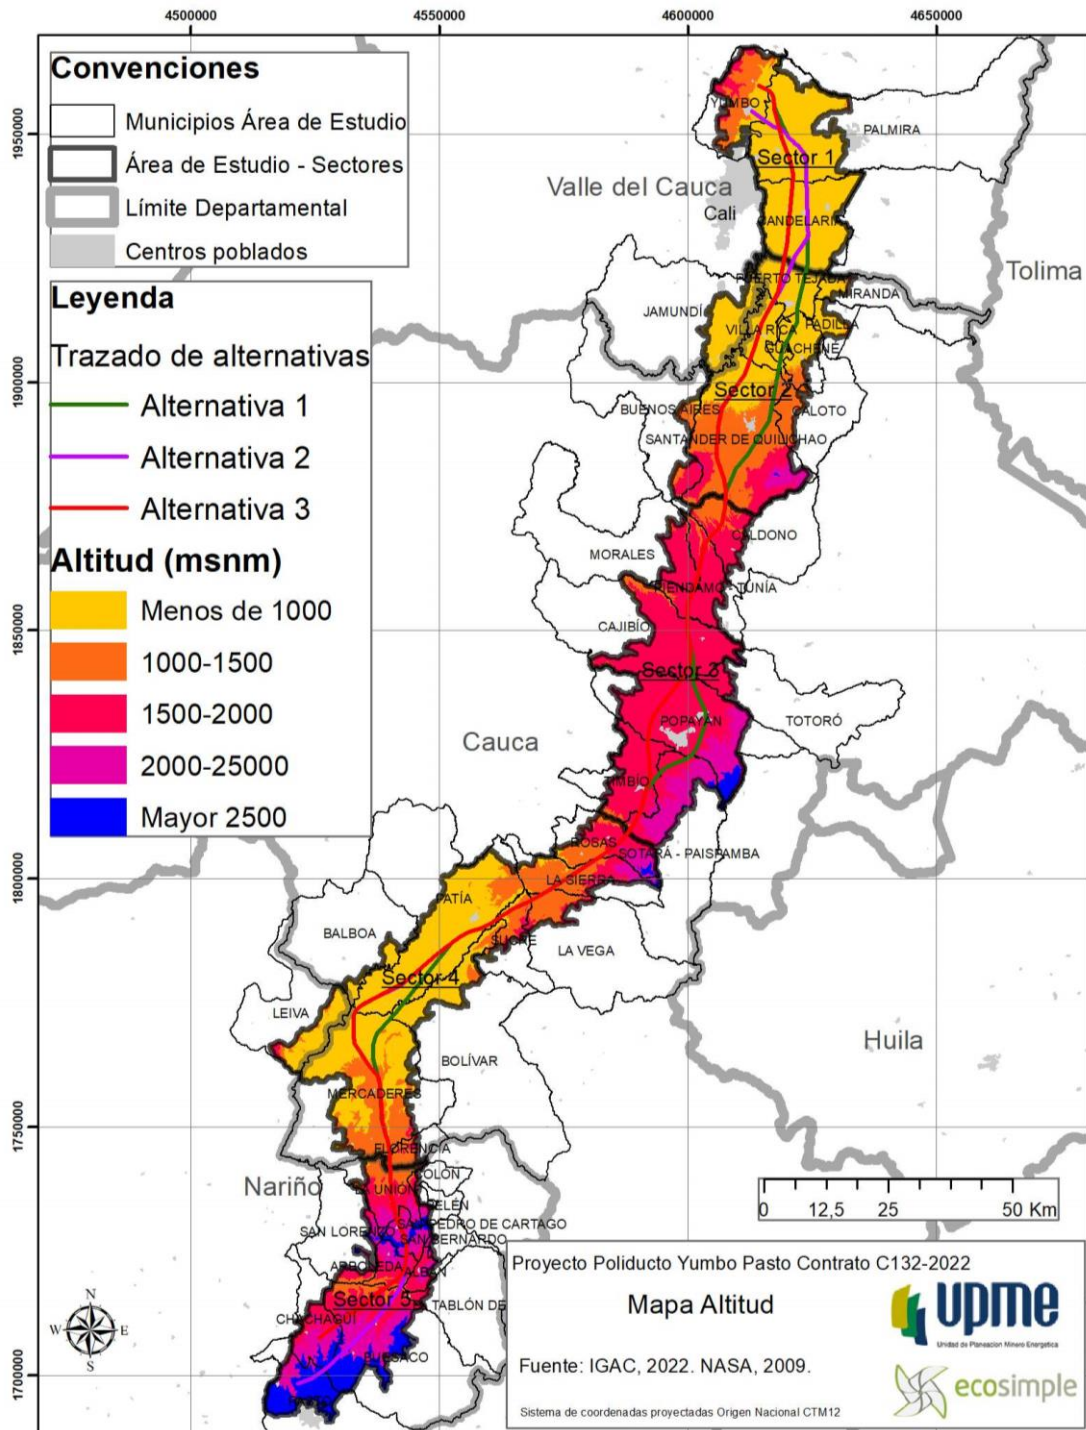 4500000
4550000
4600000
4650000
Convenciones
Municipios Área de Estudio
Área de Estudio - Sectores
Límite Departamental
Centros poblados
Leyenda
Trazado de alternativas
Alternativa 1
Alternativa 2
Alternativa 3
Altitud (msnm)
Menos de 1000
1000-1500
1500-2000
2000-25000
Mayor 2500
1950000
1900000
1850000
1800000
1750000
1700000
YUMBO
PALMIRA
Sector 1
Valle del Cauca
Cali
CANDELARIA
Tolima
PUERTO TEJADA
MIRANDA
JAMUNDÍ
PADILLA
VILLA RICA
GUACHENÉ
Sector 2
BUENOS AIRES
CALOTO
SANTANDER DE QUILICHAO
CALDONO
MORALES
PIENDAMÓ - TUNÍA
CAJIBÍO
Sector 3
POPAYÁN
TOTORÓ
Cauca
TIMBÍO
ROSAS
SOTARÁ - PAISPAMBA
LA SIERRA
PATÍA
BALBOA
SUCRE
LA VEGA
Sector 4
LEIVA
Huila
BOLÍVAR
MERCADERES
FLORENCIA
COLÓN
Nariño
LA UNIÓN
BELÉN
SAN PEDRO DE CARTAGO
SAN LORENZO
SAN BERNARDO
ARBOLEDA
ALBÁN
Sector 5
TABLÓN DE
CHACHAGÜÍ
BUESACO
0 12,5 25 50 Km
N
W E
S
Proyecto Poliducto Yumbo Pasto Contrato C132-2022
Mapa Altitud
Fuente: IGAC, 2022. NASA, 2009.
Sistema de coordenadas proyectadas Origen Nacional CTM12
upme
Unidad de Planeación Minero Energética
ecosimple